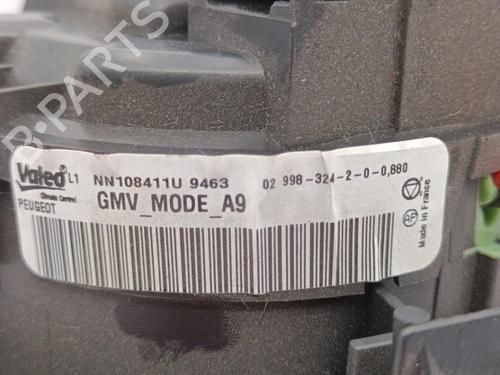 B-PARTS
Valeo L1
NN108411U 9463
02 998-324-2-0-0,880
Climate Control
PEUGEOT
GMV_MODE_A9
Made in France